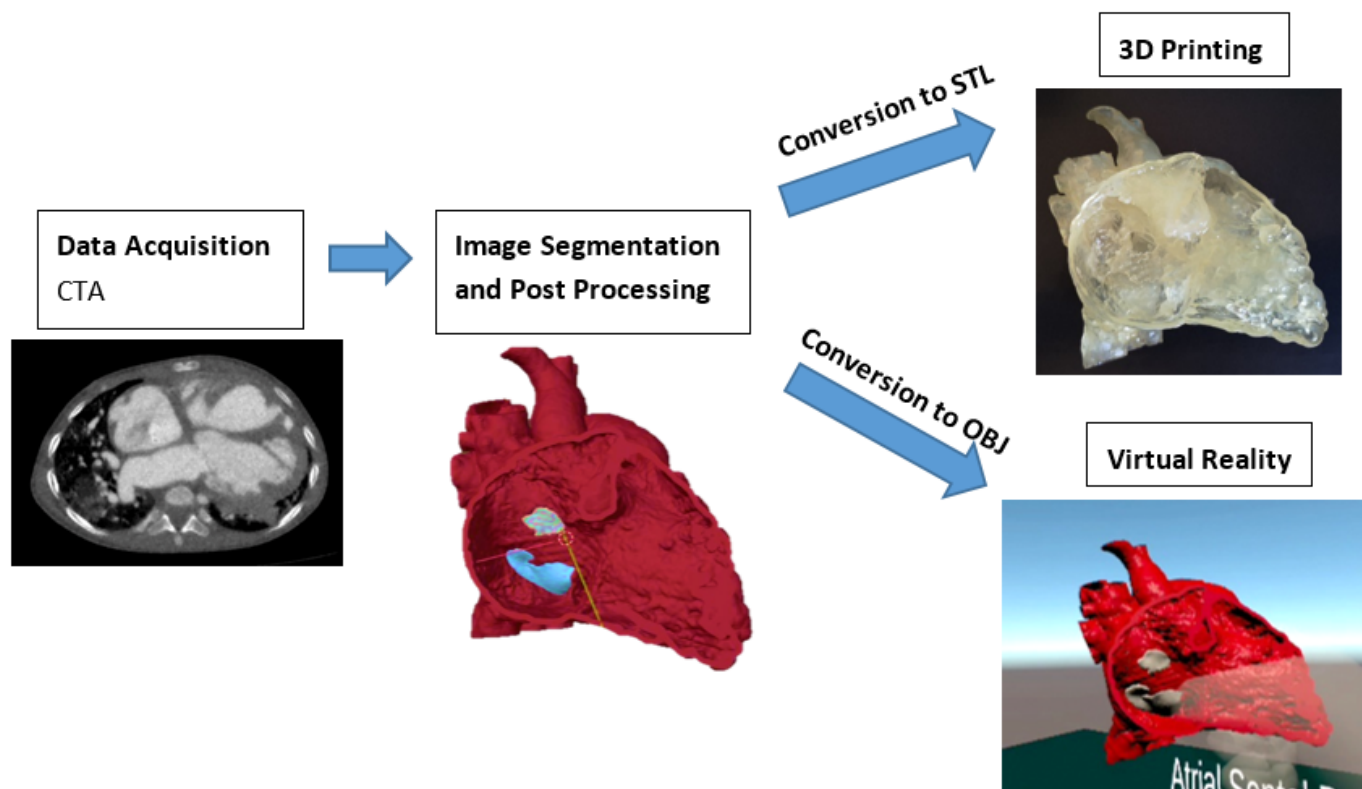 3D Printing
Conversion to STL
Data Acquisition
CTA
Image Segmentation
and Post Processing
Conversion to OBJ
Virtual Reality
Atrial Septal